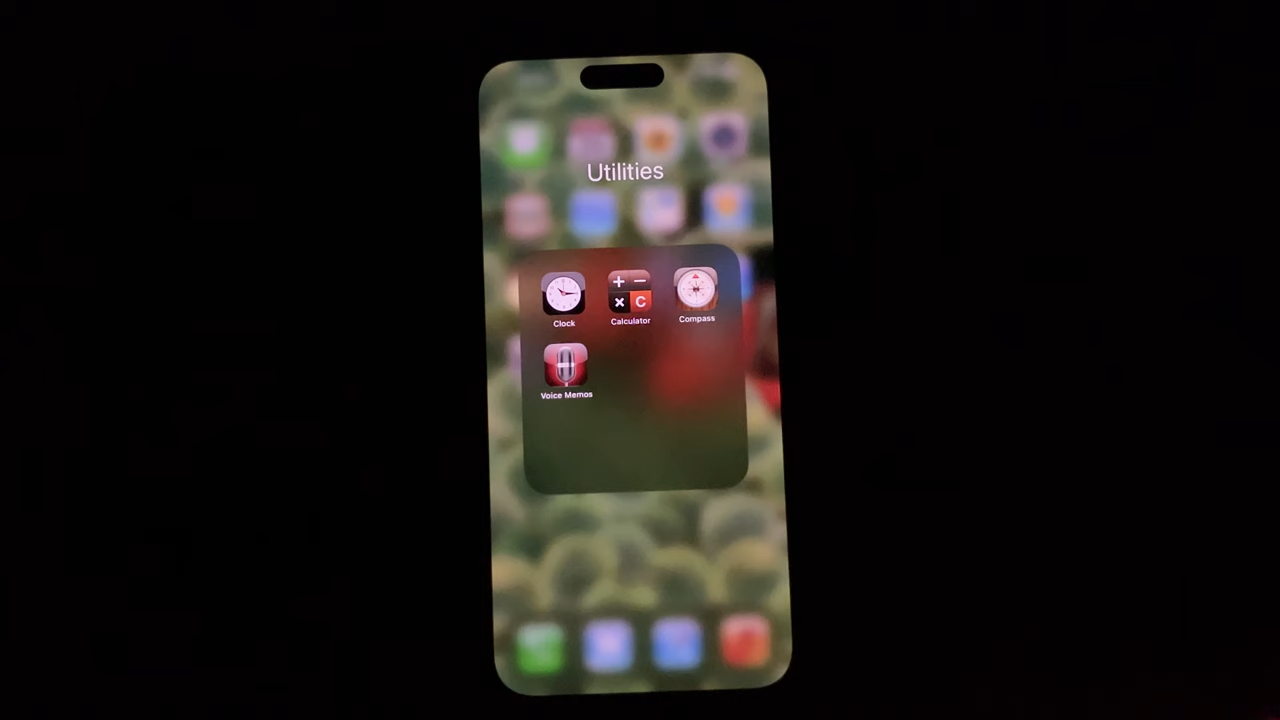 Utilities
Clock
Calculator
Compass
Voice Memos